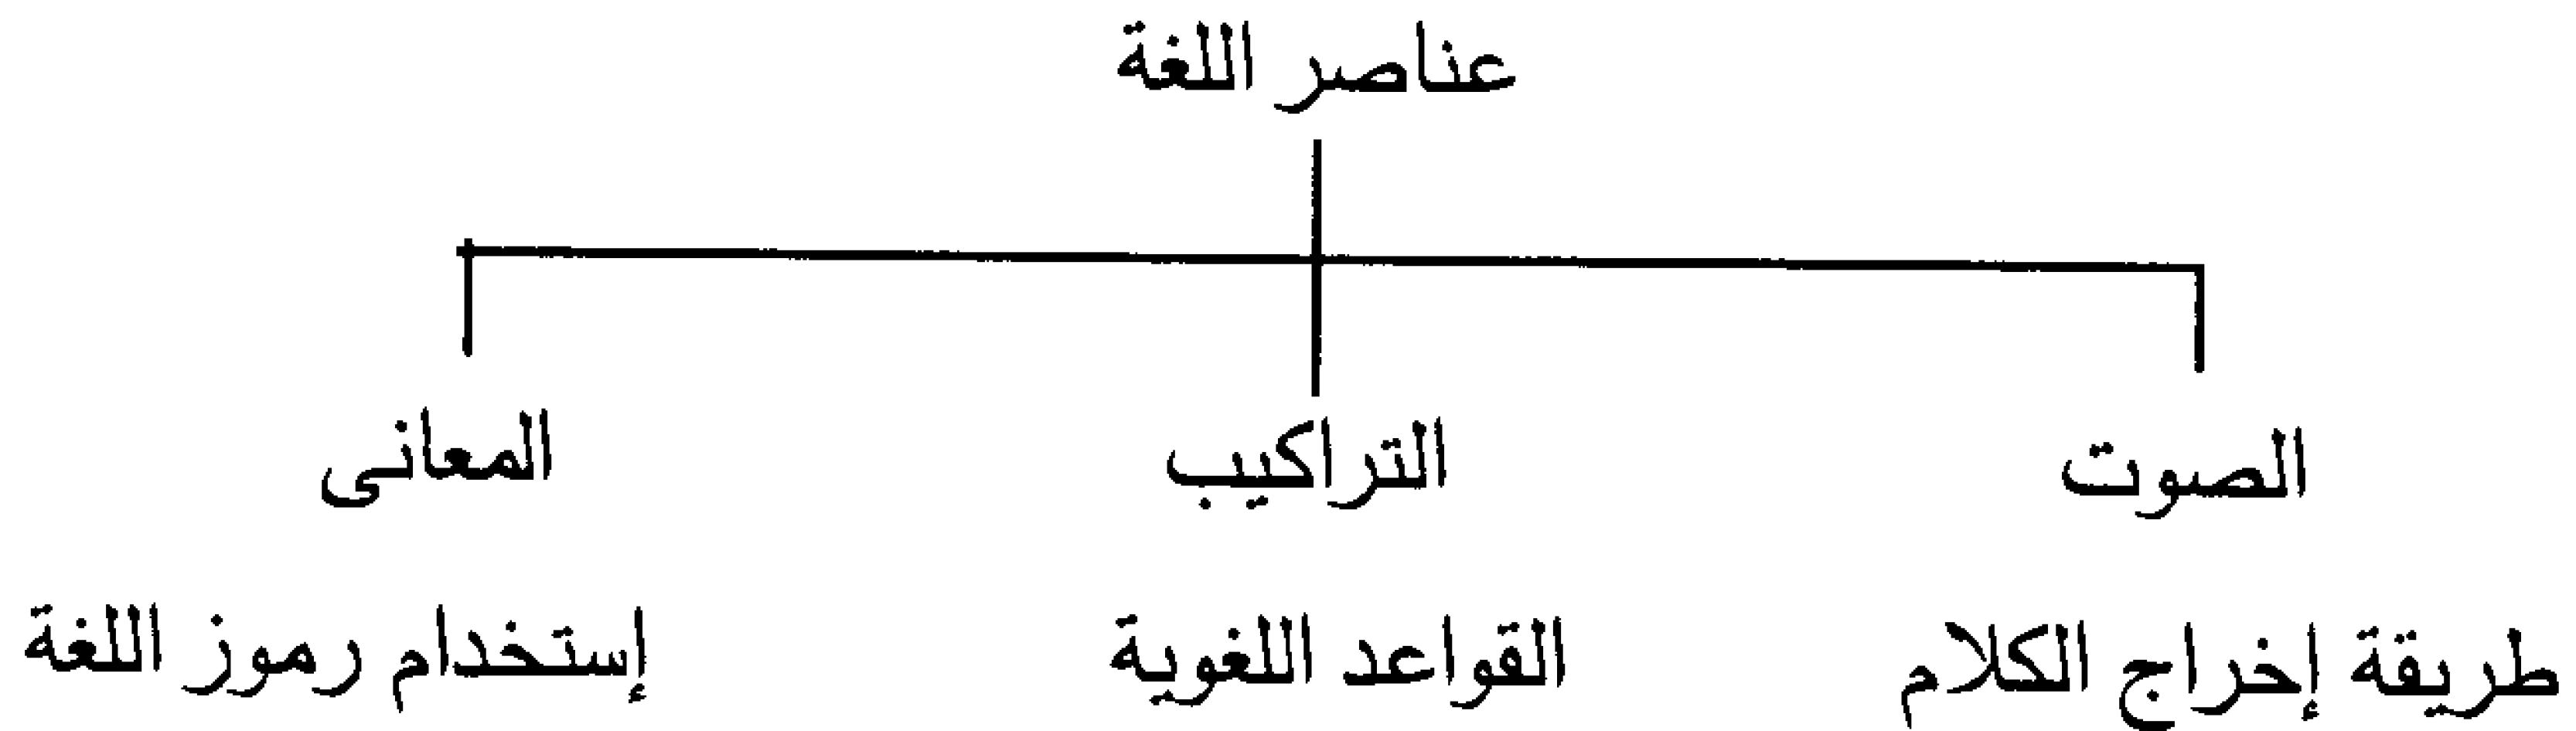 عناصر اللغة
الصوت
التراكيب
المعانى
طريقة إخراج الكلام
القواعد اللغوية
إستخدام رموز اللغة